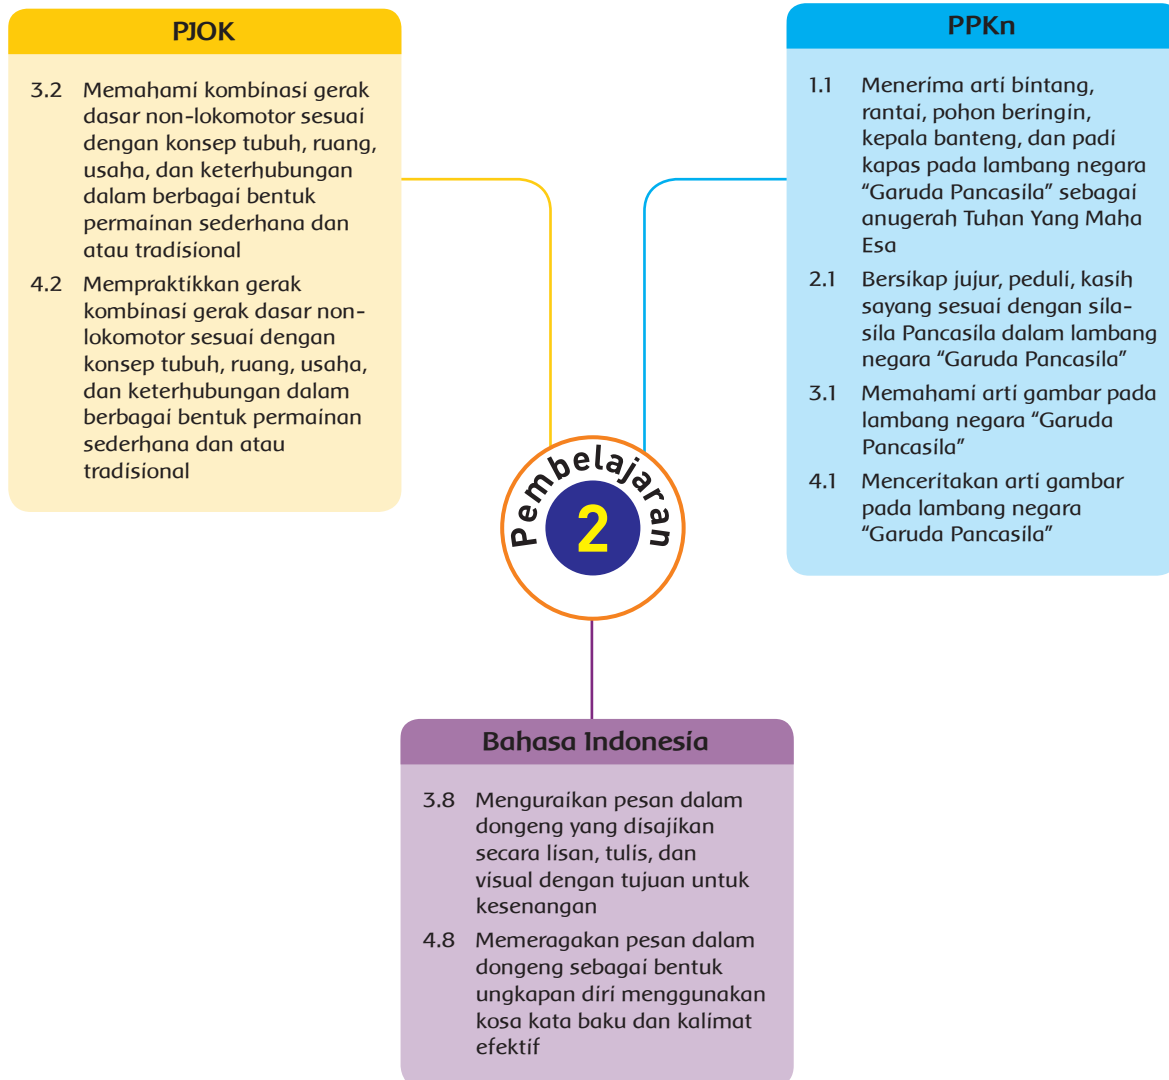 PJOK
3.2 Memahami kombinasi gerak
dasar non-lokomotor sesuai
dengan konsep tubuh, ruang,
usaha, dan keterhubungan
dalam berbagai bentuk
permainan sederhana dan
atau tradisional
4.2 Mempraktikkan gerak
kombinasi gerak dasar non-
lokomotor sesuai dengan
konsep tubuh, ruang, usaha,
dan keterhubungan dalam
berbagai bentuk permainan
sederhana dan atau
tradisional
PPKn
1.1 Menerima arti bintang,
rantai, pohon beringin,
kepala banteng, dan padi
kapas pada lambang negara
“Garuda Pancasila” sebagai
anugerah Tuhan Yang Maha
Esa
2.1 Bersikap jujur, peduli, kasih
sayang sesuai dengan sila-
sila Pancasila dalam lambang
negara “Garuda Pancasila”
3.1 Memahami arti gambar pada
lambang negara “Garuda
Pancasila”
4.1 Menceritakan arti gambar
pada lambang negara
“Garuda Pancasila”
Pembelajaran
2
Bahasa Indonesia
3.8 Menguraikan pesan dalam
dongeng yang disajikan
secara lisan, tulis, dan
visual dengan tujuan untuk
kesenangan
4.8 Memeragakan pesan dalam
dongeng sebagai bentuk
ungkapan diri menggunakan
kosa kata baku dan kalimat
efektif